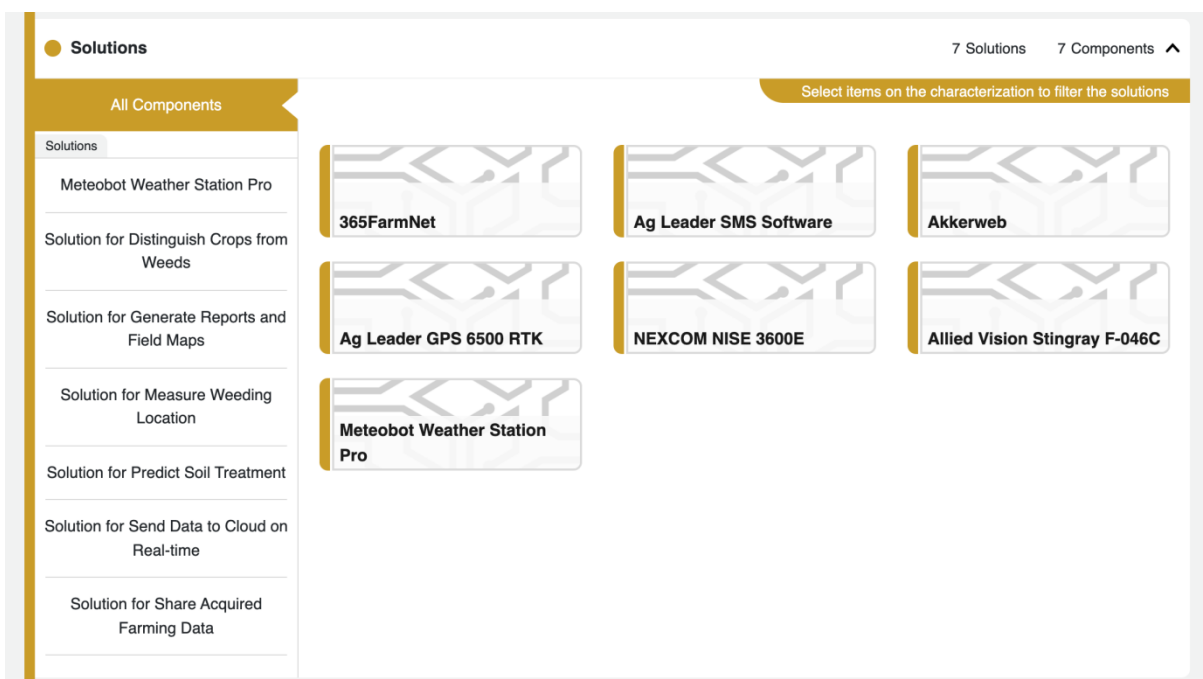 Solutions
7 Solutions
7 Components
All Components
Select items on the characterization to filter the solutions
Solutions
Meteobot Weather Station Pro
Solution for Distinguish Crops from
Weeds
Solution for Generate Reports and
Field Maps
Solution for Measure Weeding
Location
Solution for Predict Soil Treatment
Solution for Send Data to Cloud on
Real-time
Solution for Share Acquired
Farming Data
365FarmNet
Ag Leader SMS Software
Akkerweb
Ag Leader GPS 6500 RTK
NEXCOM NISE 3600E
Allied Vision Stingray F-046C
Meteobot Weather Station
Pro